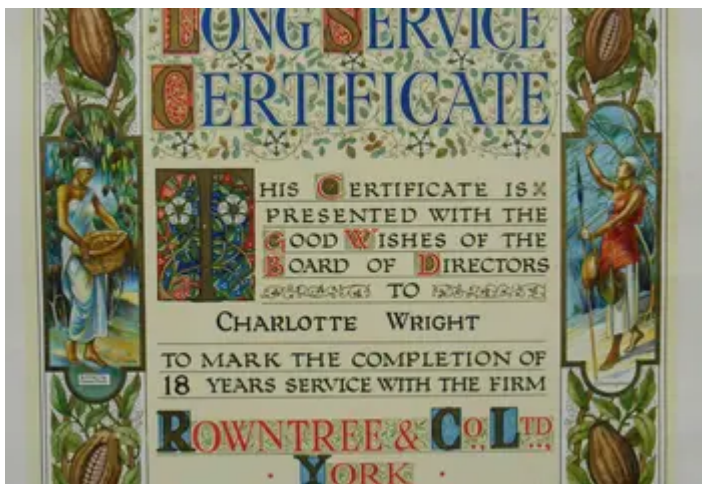 LONG SERVICE
CERTIFICATE
THIS CERTIFICATE IS
PRESENTED WITH THE
GOOD WISHES OF THE
BOARD OF DIRECTORS
TO
CHARLOTTE WRIGHT
TO MARK THE COMPLETION OF
18 YEARS SERVICE WITH THE FIRM
ROWNTREE & CO. LTD
· YORK ·